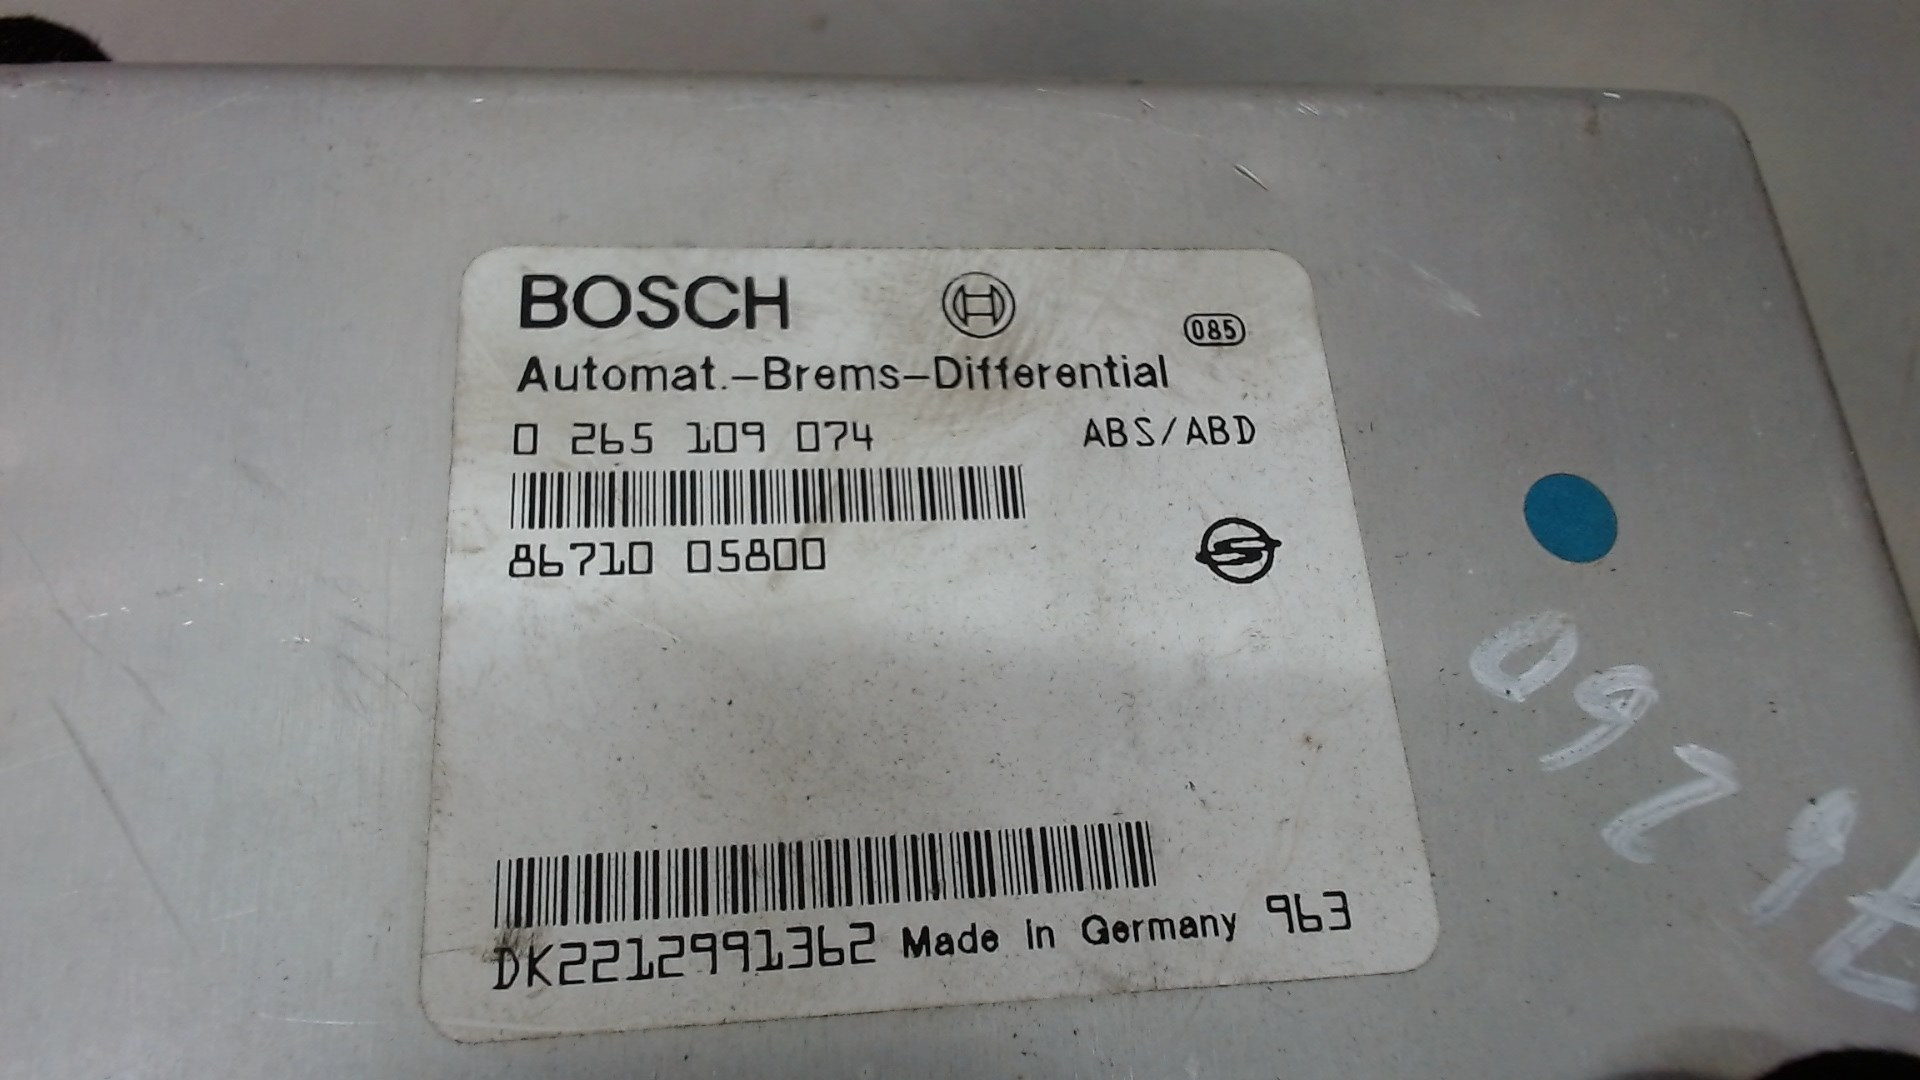 BOSCH
085
Automat.-Brems-Differential
0 265 109 074 ABS/ABD
86710 05800
DK2212991362 Made in Germany 963